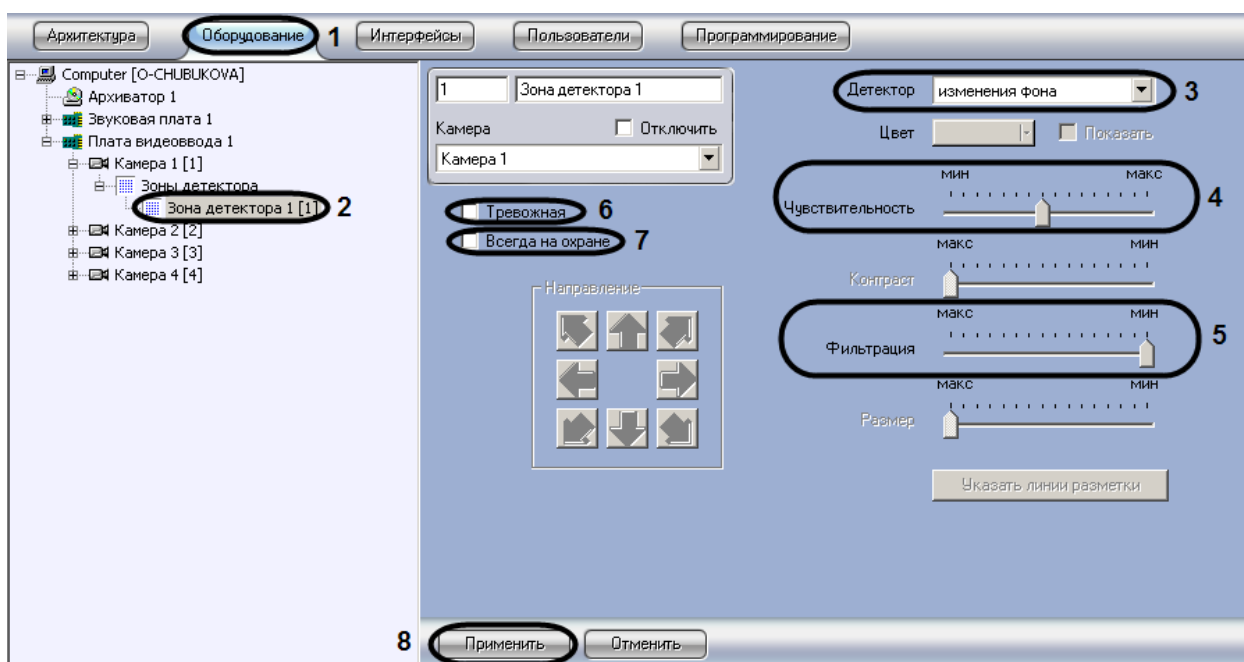 Архитектура Оборудование 1 Интерфейсы Пользователи Программирование
Computer [O-CHUBUKOVA]
Архиватор 1
Звуковая плата 1
Плата видеоввода 1
Камера 1 [1]
Зоны детектора
Зона детектора 1 [1] 2
Камера 2 [2]
Камера 3 [3]
Камера 4 [4]
1 Зона детектора 1
Камера Отключить
Камера 1
Тревожная 6
Всегда на охране 7
Направление
Детектор изменения фона 3
Цвет Показать
мин макс
Чувствительность 4
макс мин
Контраст
макс мин
Фильтрация 5
макс мин
Размер
Указать линии разметки
8 Применить Отменить